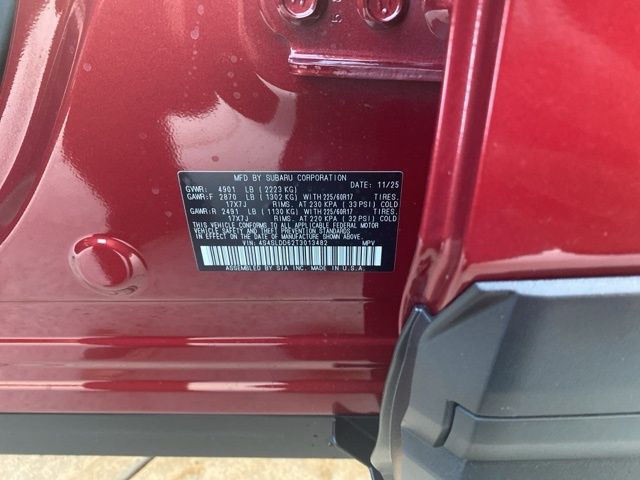 MFD BY SUBARU CORPORATION
DATE: 11/25
GVWR: 4901 LB ( 2223 KG)
GAWR:F 2870 LB ( 1302 KG) WITH 225/60R17 TIRES,
17X7J RIMS, AT 230 KPA ( 33 PSI) COLD
GAWR:R 2491 LB ( 1130 KG) WITH 225/60R17 TIRES,
17X7J RIMS, AT 220 KPA ( 32 PSI) COLD
THIS VEHICLE CONFORMS TO ALL APPLICABLE FEDERAL MOTOR
VEHICLE SAFETY, BUMPER, AND THEFT PREVENTION STANDARDS
IN EFFECT ON THE DATE OF MANUFACTURE SHOWN ABOVE.
VIN: 4S4SLDD62T3013482 MPV
ASSEMBLED BY SIA INC. MADE IN U.S.A.